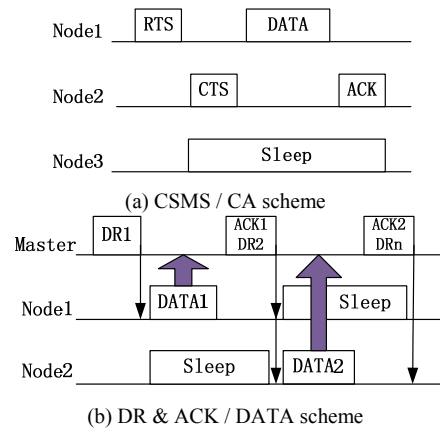 RTS
DATA
Node1
CTS
ACK
Node2
Sleep
Node3
(a) CSMS / CA scheme
DR1
ACK1
DR2
ACK2
DRn
Master
DATA1
Sleep
Node1
Sleep
DATA2
Node2
(b) DR & ACK / DATA scheme